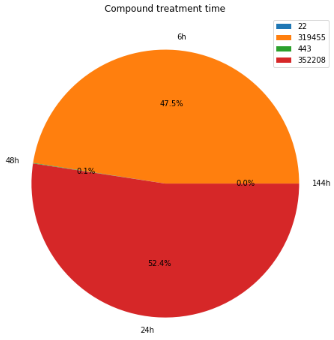 Compound treatment time
22
319455
443
352208
6h
47.5%
48h
0.1%
0.0%
144h
52.4%
24h